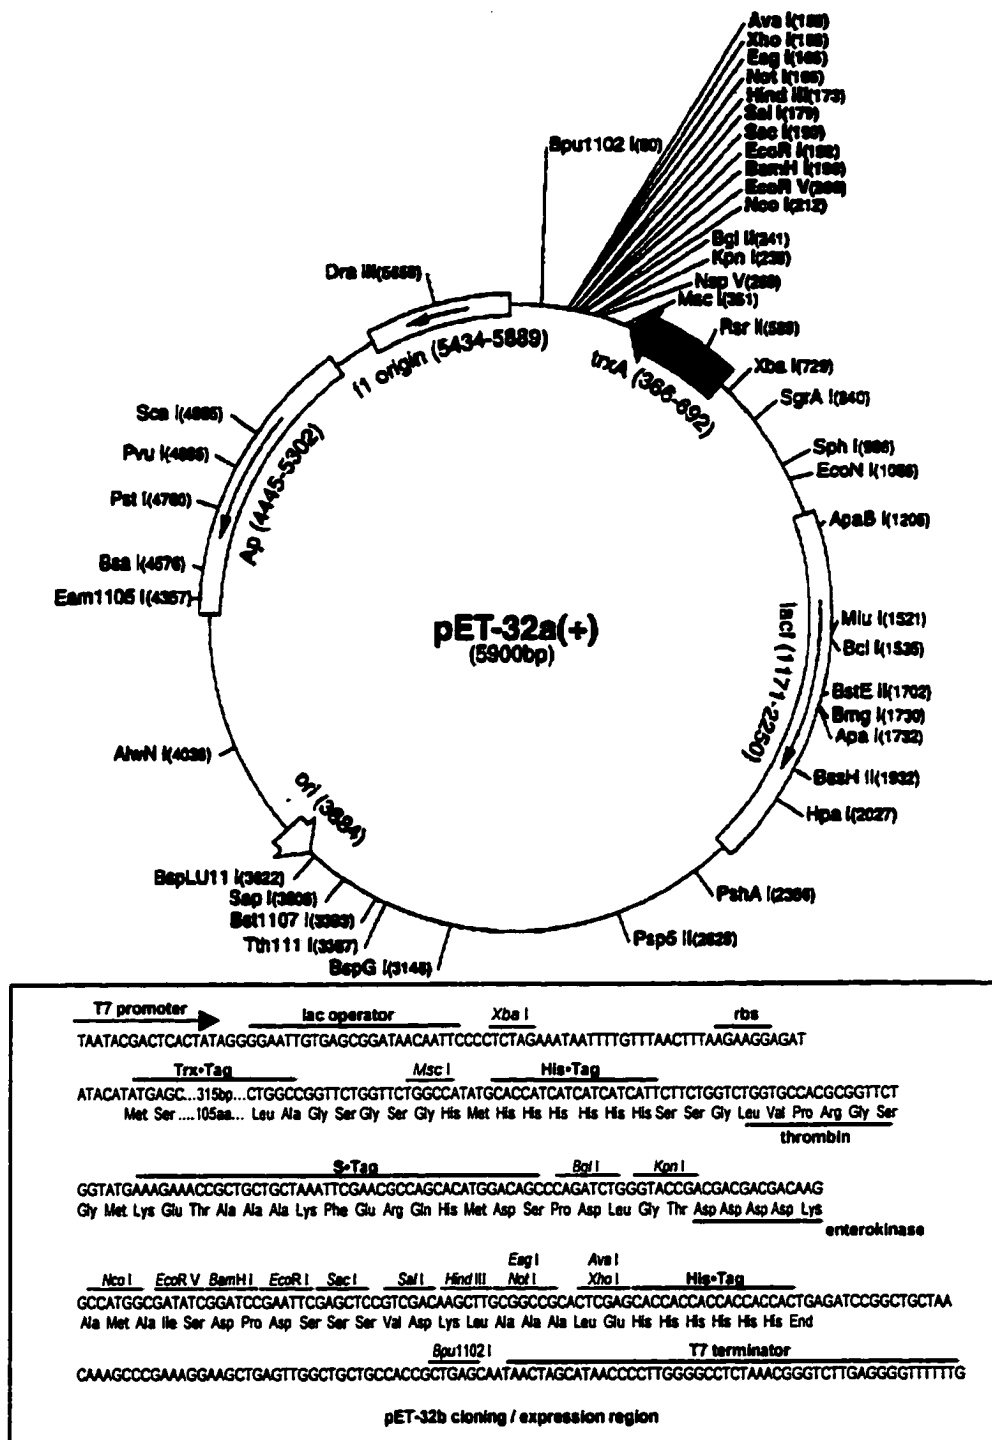 Ava I(158)
Xho I(158)
Eag I(166)
Not I(166)
Hind III(173)
Sal I(179)
Sac I(190)
EcoR I(192)
BamH I(198)
EcoR V(206)
Nco I(212)
Bpu1102 I(80)
Bgl II(241)
Kpn I(239)
Nsp V(268)
Msc I(351)
Rsr II(589)
Xba I(729)
SgrA I(840)
Sph I(996)
EcoN I(1056)
ApaB I(1205)
Mlu I(1521)
Bcl I(1535)
BstE II(1702)
Bmg I(1730)
Apa I(1732)
BssH II(1932)
Hpa I(2027)
PshA I(2366)
Psp5 II(2628)
BspG I(3148)
Tth111 I(3367)
Bst1107 I(3393)
Sap I(3506)
BspLU11 I(3622)
AlwN I(4038)
Eam1105 I(4357)
Bsa I(4576)
Pst I(4760)
Pvu I(4885)
Sca I(4995)
Dra III(5658)
f1 origin (5434-5889)
trxA (366-692)
Ap (4445-5302)
lacI (1171-2250)
ori (3884)
pET-32a(+)
(5900bp)
T7 promoter lac operator Xba I rbs
TAATACGACTCACTATAGGGGAATTGTGAGCGGATAACAATTCCCCTCTAGAAATAATTTTGTTTAACTTTAAGAAGGAGAT
Trx•Tag Msc I His•Tag
ATACATATGAGC...315bp...CTGGCCGGTTCTGGTTCTGGCCATATGCACCATCATCATCATCATTCTTCTGGTCTGGTGCCACGCGGTTCT
Met Ser ....105aa... Leu Ala Gly Ser Gly Ser Gly His Met His His His His His His Ser Ser Gly Leu Val Pro Arg Gly Ser
thrombin
S•Tag Bgl I Kpn I
GGTATGAAAGAAACCGCTGCTGCTAAATTCGAACGCCAGCACATGGACAGCCCAGATCTGGGTACCGACGACGACGACAAG
Gly Met Lys Glu Thr Ala Ala Ala Lys Phe Glu Arg Gln His Met Asp Ser Pro Asp Leu Gly Thr Asp Asp Asp Asp Lys
enterokinase
Eag I Ava I
Nco I EcoR V BamH I EcoR I Sac I Sal I Hind III Not I Xho I His•Tag
GCCATGGCGATATCGGATCCGAATTCGAGCTCCGTCGACAAGCTTGCGGCCGCACTCGAGCACCACCACCACCACCACTGAGATCCGGCTGCTAA
Ala Met Ala Ile Ser Asp Pro Asp Ser Ser Ser Val Asp Lys Leu Ala Ala Ala Leu Glu His His His His His His End
Bpu1102 I T7 terminator
CAAAGCCCGAAAGGAAGCTGAGTTGGCTGCTGCCACCGCTGAGCAATAACTAGCATAACCCCTTGGGGCCTCTAAACGGGTCTTGAGGGGTTTTTTG
pET-32b cloning / expression region